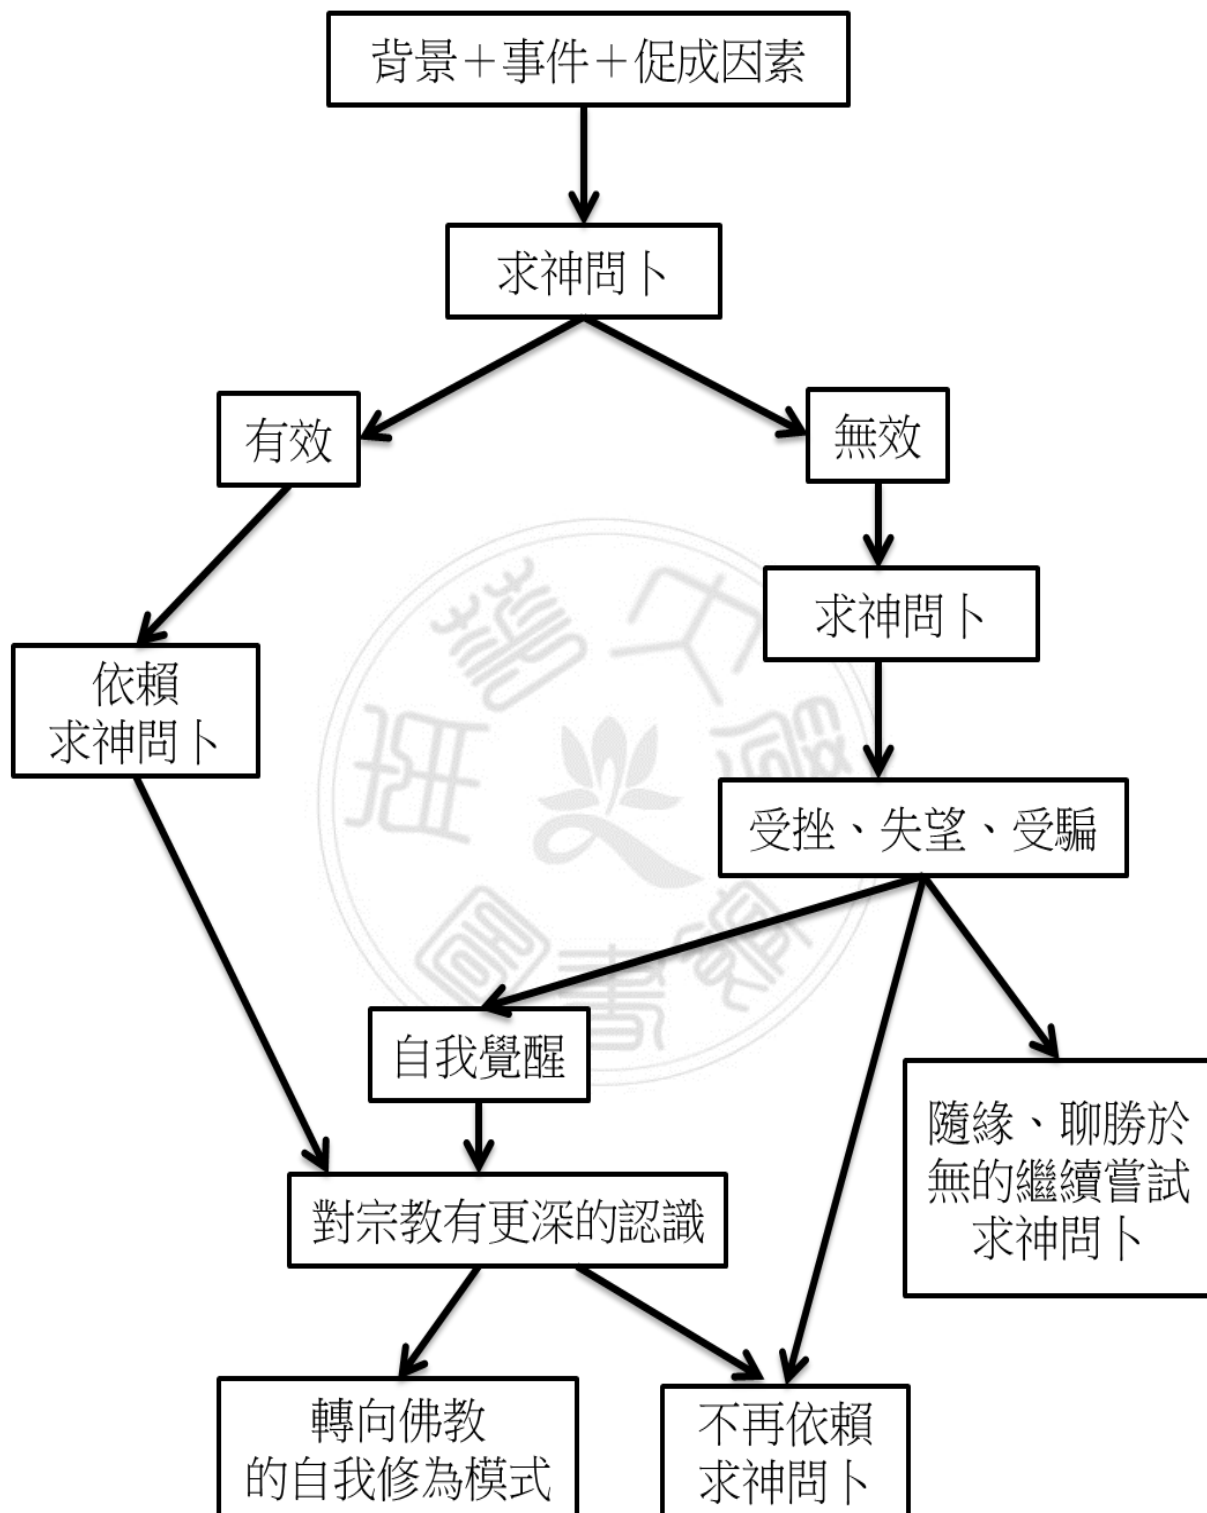 背景＋事件＋促成因素
求神問卜
有效
無效
求神問卜
依賴
求神問卜
受挫、失望、受騙
自我覺醒
隨緣、聊勝於
無的繼續嘗試
求神問卜
對宗教有更深的認識
轉向佛教
的自我修為模式
不再依賴
求神問卜